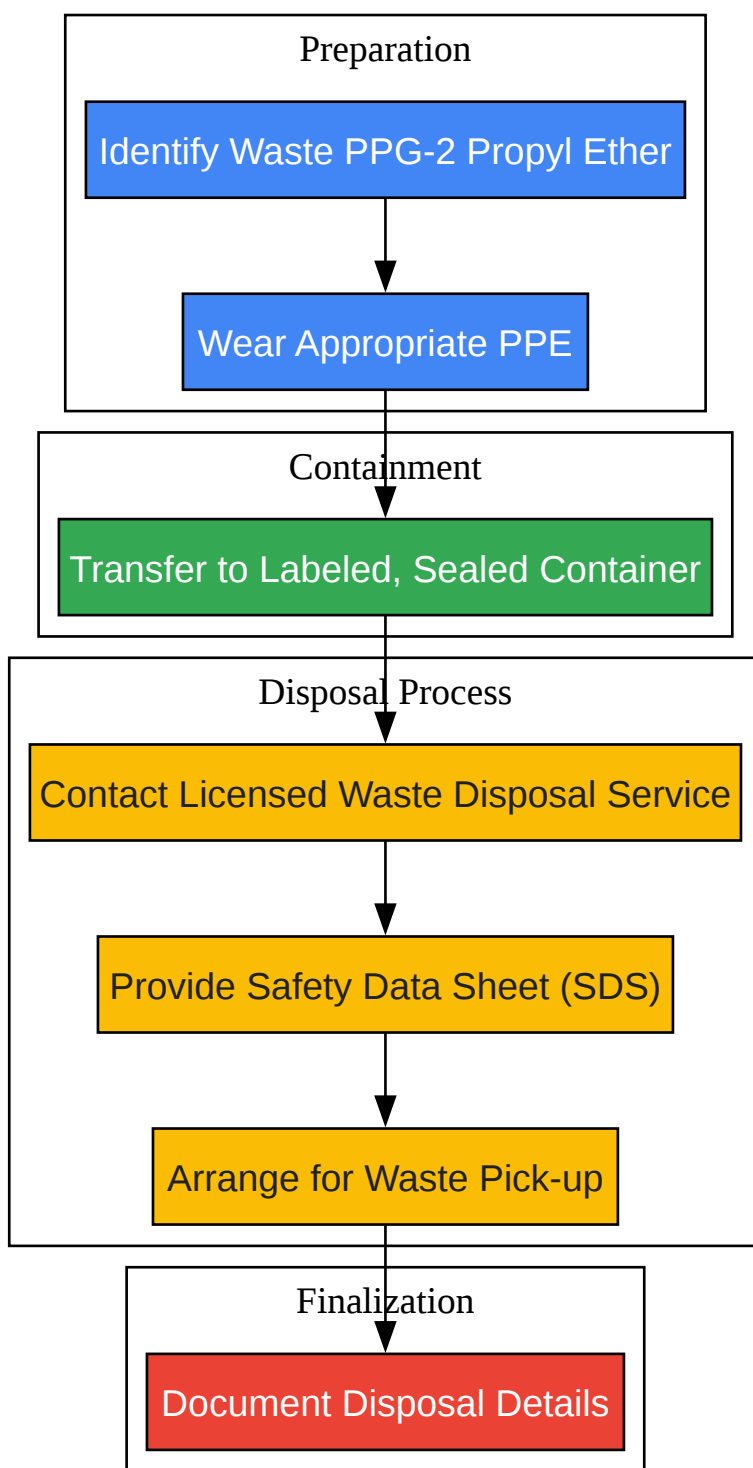 Preparation
Identify Waste PPG-2 Propyl Ether
Wear Appropriate PPE
Containment
Transfer to Labeled, Sealed Container
Disposal Process
Contact Licensed Waste Disposal Service
Provide Safety Data Sheet (SDS)
Arrange for Waste Pick-up
Finalization
Document Disposal Details